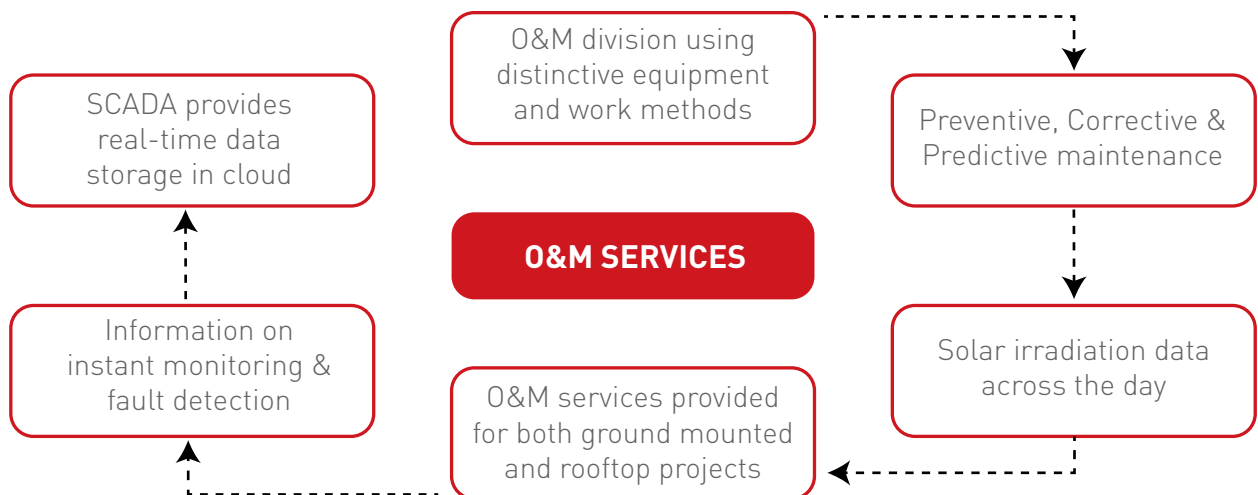 O&M division using
distinctive equipment
and work methods
Preventive, Corrective &
Predictive maintenance
Solar irradiation data
across the day
O&M services provided
for both ground mounted
and rooftop projects
Information on
instant monitoring &
fault detection
SCADA provides
real-time data
storage in cloud
O&M SERVICES